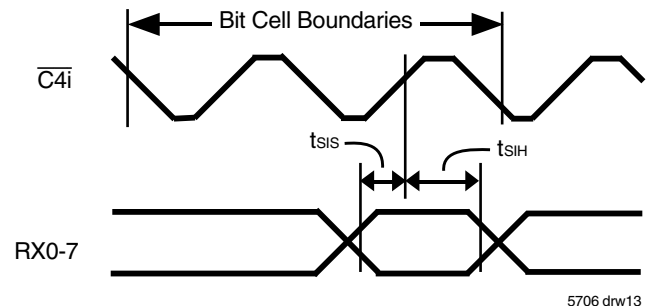 Bit Cell Boundaries
C4i
tSIS
tSIH
RX0-7
5706 drw13